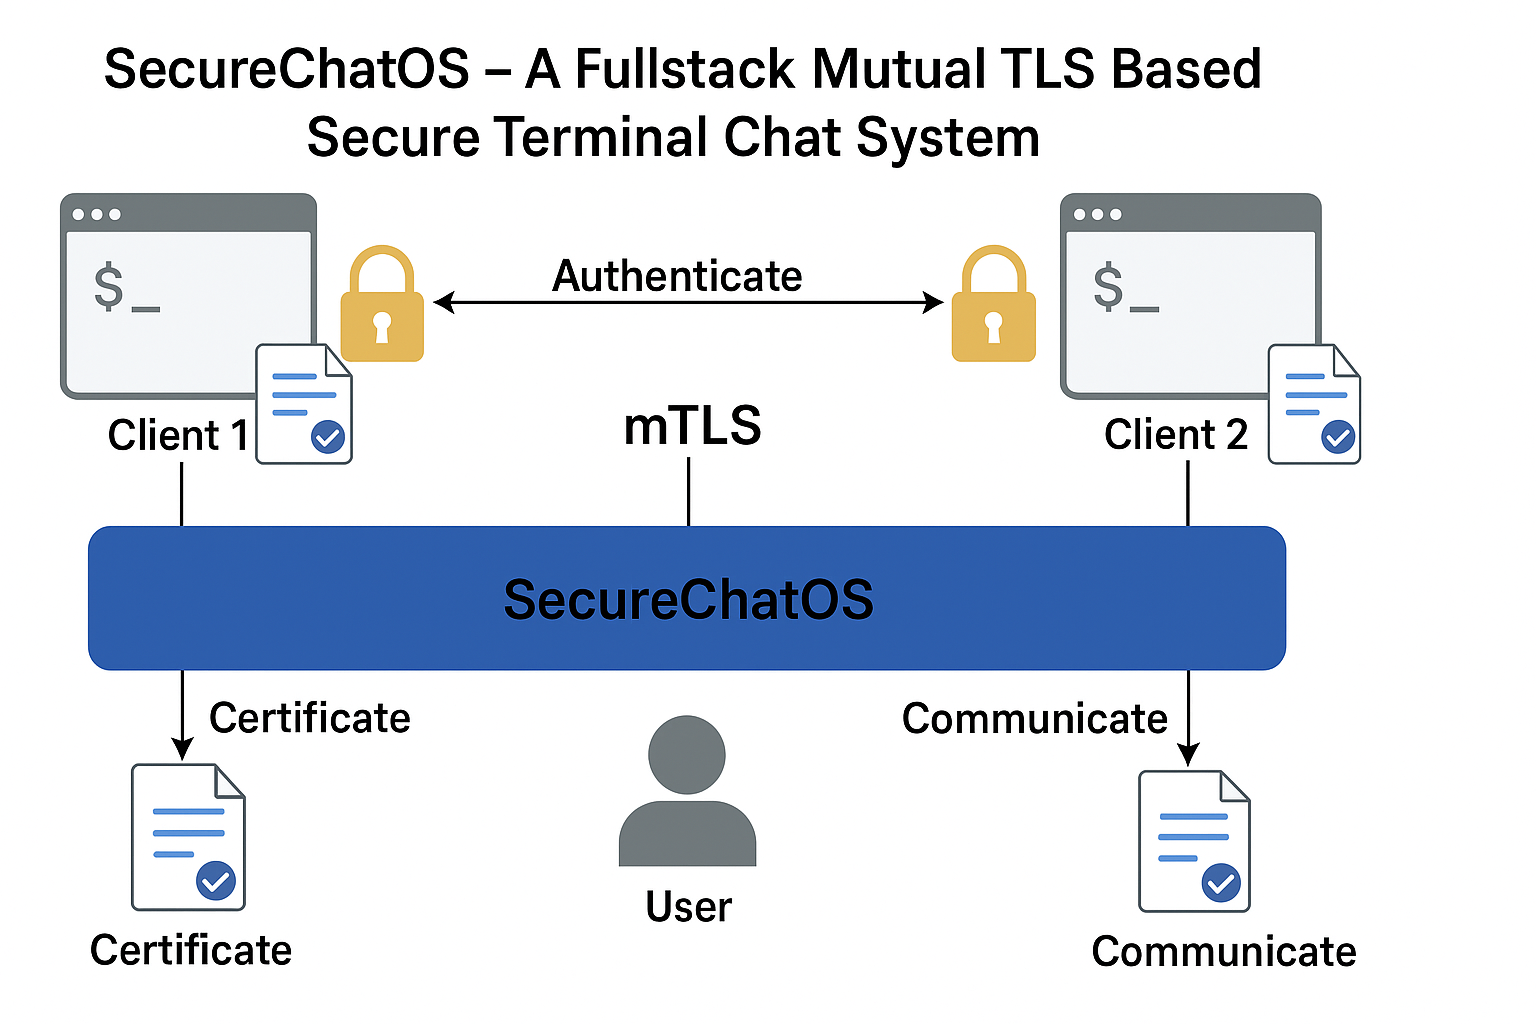 SecureChatOS – A Fullstack Mutual TLS Based
Secure Terminal Chat System
$_
$_
Authenticate
Client 1
mTLS
Client 2
SecureChatOS
Certificate
Communicate
User
Certificate
Communicate